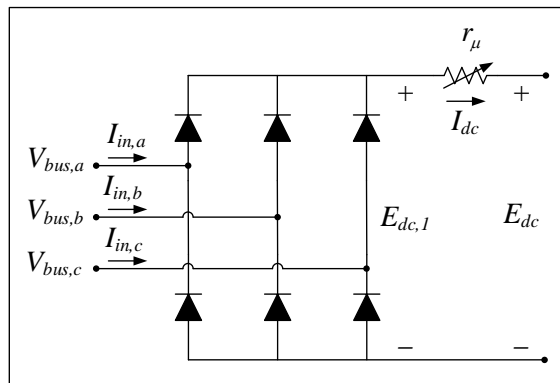 r_μ
+ +
I_dc
I_in,a
V_bus,a
I_in,b
V_bus,b
E_dc,1 E_dc
I_in,c
V_bus,c
− −